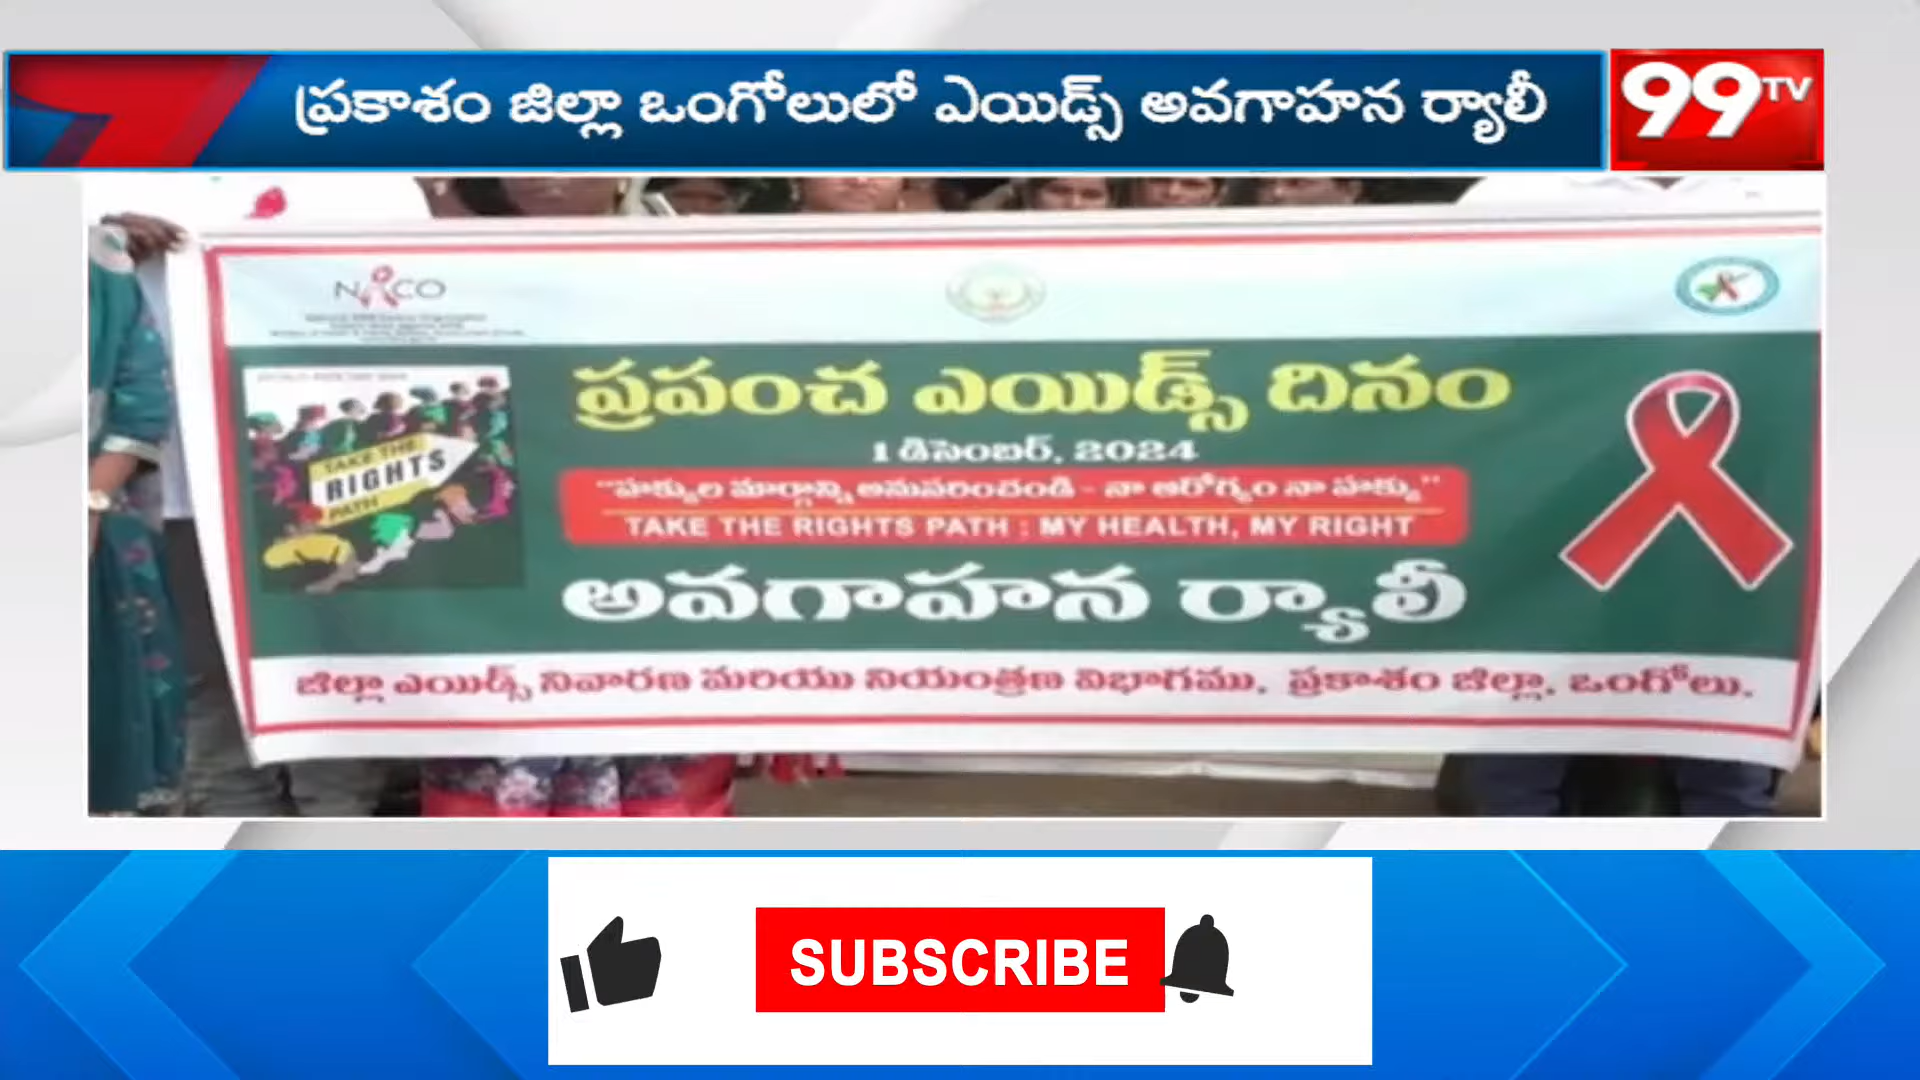 ప్రకాశం జిల్లా ఒంగోలులో ఎయిడ్స్ అవగాహన ర్యాలీ
99TV
NACO
ప్రపంచ ఎయిడ్స్ దినం
1 డిసెంబర్, 2024
TAKE THE
RIGHTS
PATH
"హక్కుల మార్గాన్ని అనుసరించండి - నా ఆరోగ్యం నా హక్కు"
TAKE THE RIGHTS PATH : MY HEALTH, MY RIGHT
అవగాహన ర్యాలీ
జిల్లా ఎయిడ్స్ నివారణ మరియు నియంత్రణ విభాగము. ప్రకాశం జిల్లా, ఒంగోలు.
SUBSCRIBE